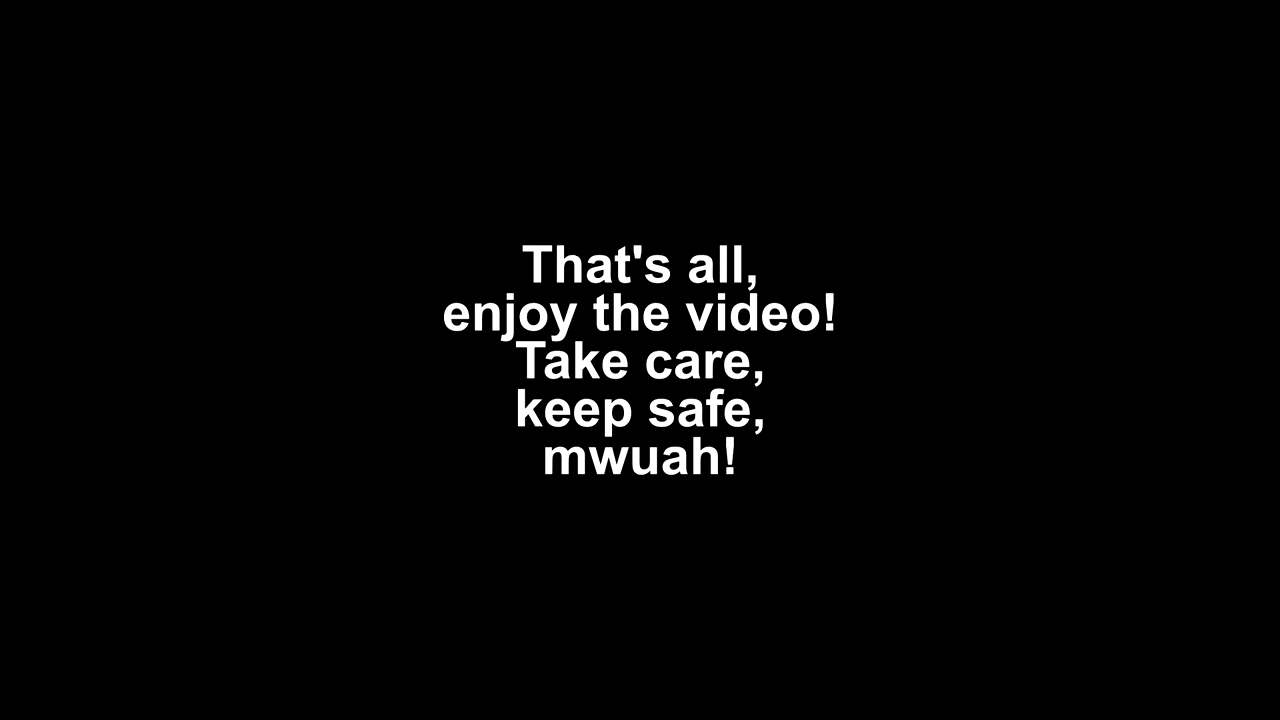 That's all,
enjoy the video!
Take care,
keep safe,
mwuah!